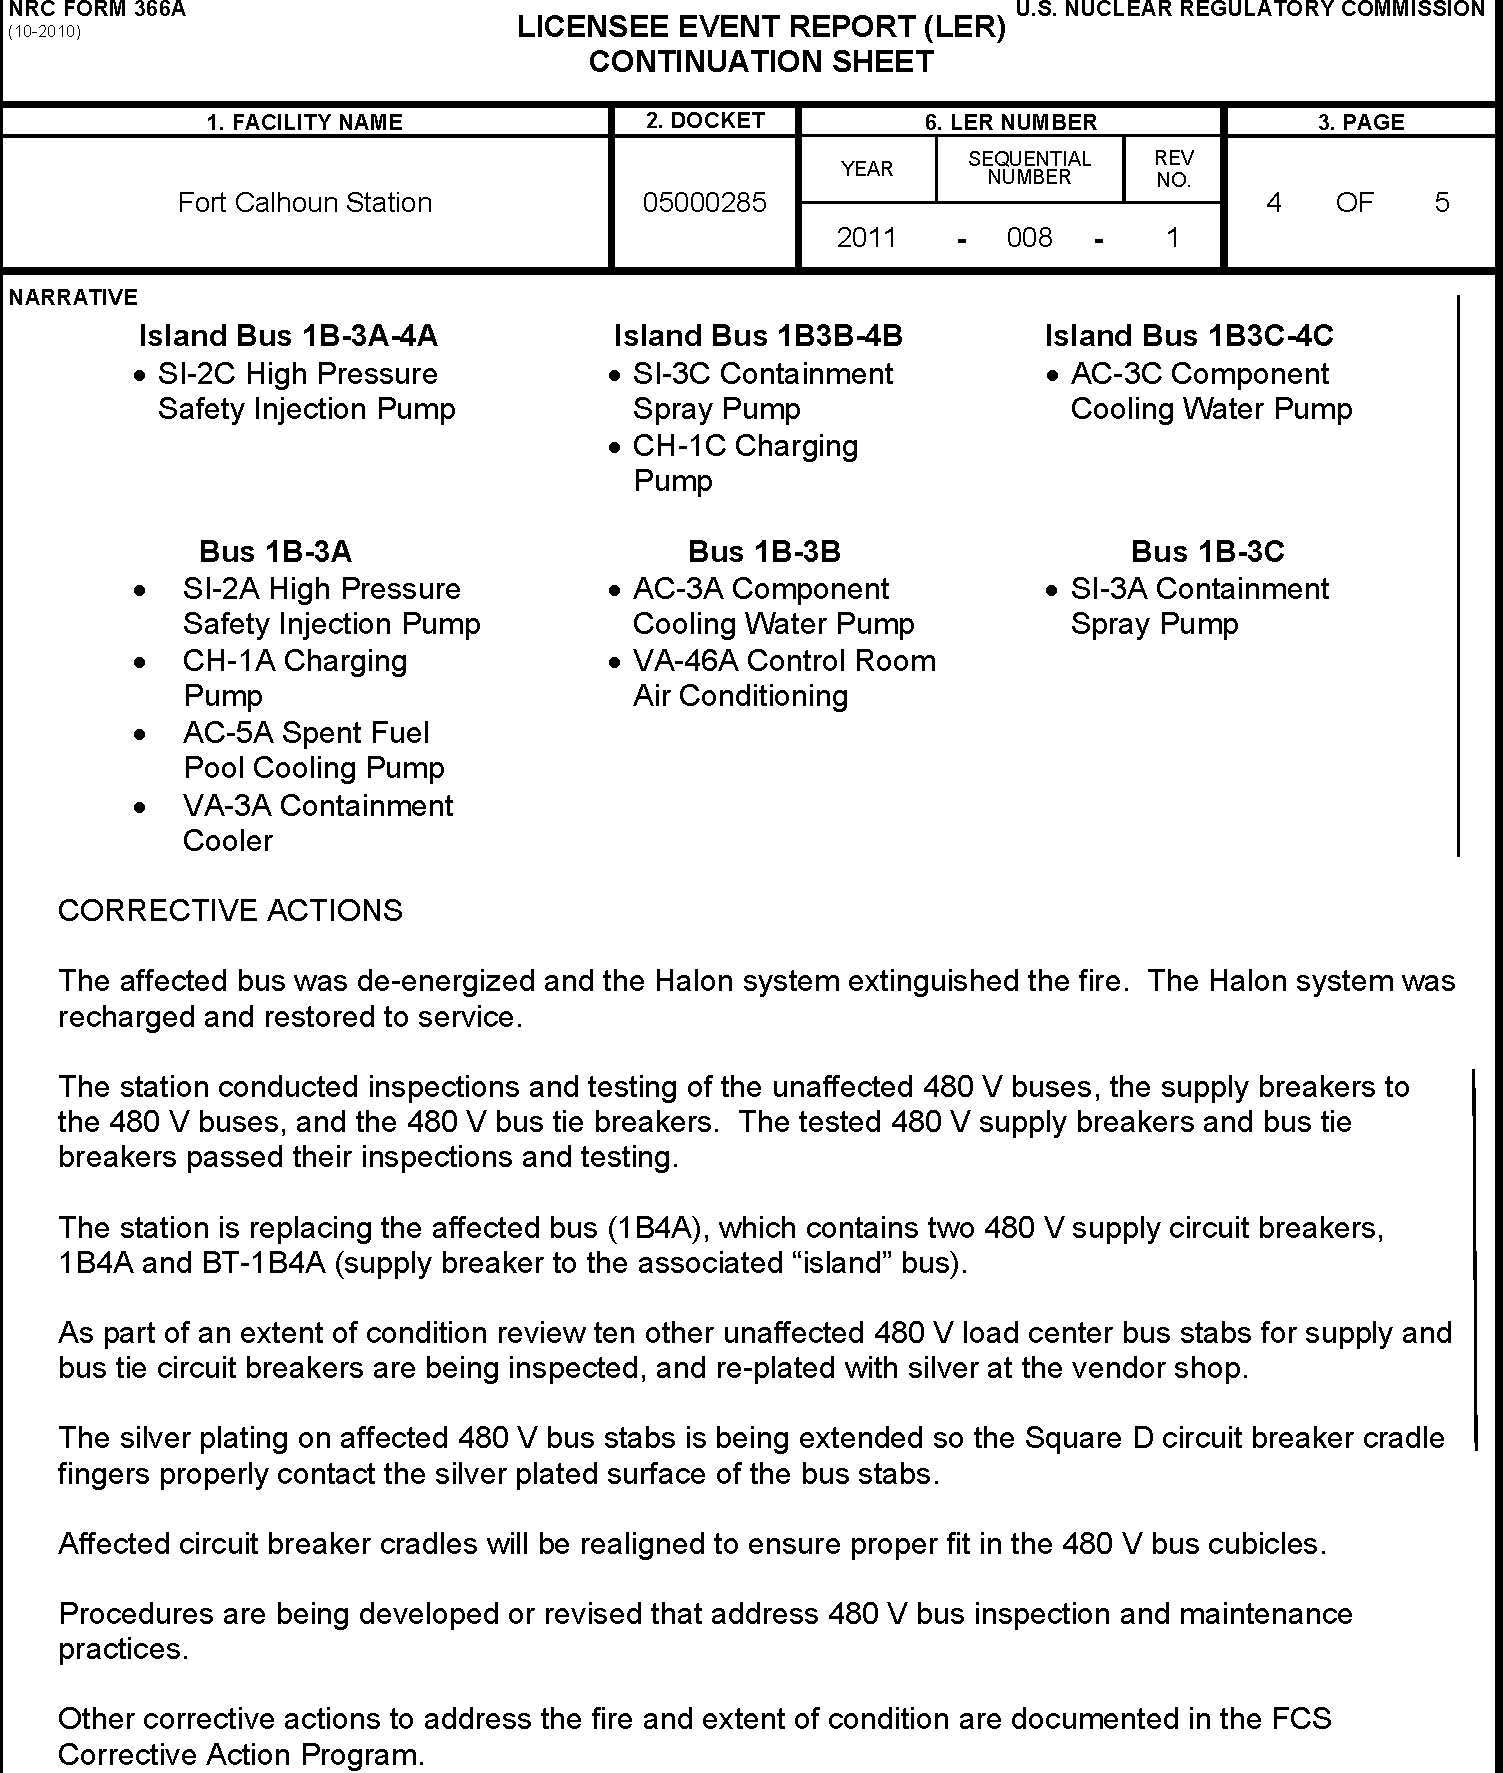 NRC FORM 366A
(10-2010)
U.S. NUCLEAR REGULATORY COMMISSION
LICENSEE EVENT REPORT (LER)
CONTINUATION SHEET
1. FACILITY NAME
2. DOCKET
6. LER NUMBER
3. PAGE
Fort Calhoun Station
05000285
YEAR
SEQUENTIAL
NUMBER
REV
NO.
2011 - 008 - 1
4 OF 5
NARRATIVE
Island Bus 1B-3A-4A
• SI-2C High Pressure
Safety Injection Pump
Island Bus 1B3B-4B
• SI-3C Containment
Spray Pump
• CH-1C Charging
Pump
Island Bus 1B3C-4C
• AC-3C Component
Cooling Water Pump
Bus 1B-3A
• SI-2A High Pressure
Safety Injection Pump
• CH-1A Charging
Pump
• AC-5A Spent Fuel
Pool Cooling Pump
• VA-3A Containment
Cooler
Bus 1B-3B
• AC-3A Component
Cooling Water Pump
• VA-46A Control Room
Air Conditioning
Bus 1B-3C
• SI-3A Containment
Spray Pump
CORRECTIVE ACTIONS
The affected bus was de-energized and the Halon system extinguished the fire.  The Halon system was
recharged and restored to service.
The station conducted inspections and testing of the unaffected 480 V buses, the supply breakers to
the 480 V buses, and the 480 V bus tie breakers.  The tested 480 V supply breakers and bus tie
breakers passed their inspections and testing.
The station is replacing the affected bus (1B4A), which contains two 480 V supply circuit breakers,
1B4A and BT-1B4A (supply breaker to the associated “island” bus).
As part of an extent of condition review ten other unaffected 480 V load center bus stabs for supply and
bus tie circuit breakers are being inspected, and re-plated with silver at the vendor shop.
The silver plating on affected 480 V bus stabs is being extended so the Square D circuit breaker cradle
fingers properly contact the silver plated surface of the bus stabs.
Affected circuit breaker cradles will be realigned to ensure proper fit in the 480 V bus cubicles.
Procedures are being developed or revised that address 480 V bus inspection and maintenance
practices.
Other corrective actions to address the fire and extent of condition are documented in the FCS
Corrective Action Program.